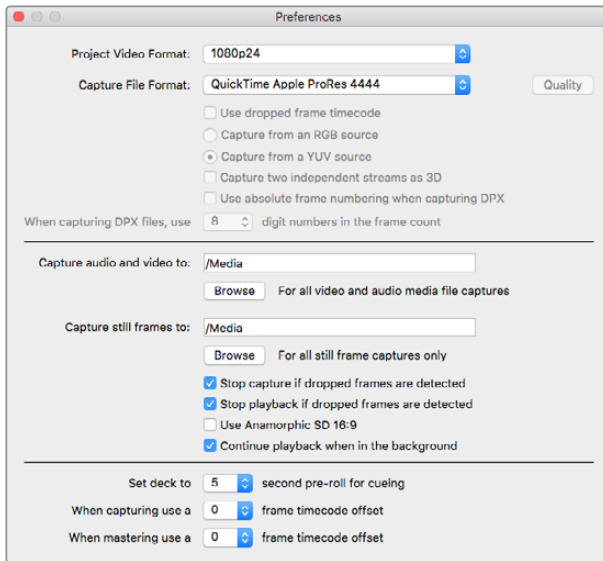 Preferences
Project Video Format: 1080p24
Capture File Format: QuickTime Apple ProRes 4444 Quality
Use dropped frame timecode
Capture from an RGB source
Capture from a YUV source
Capture two independent streams as 3D
Use absolute frame numbering when capturing DPX
When capturing DPX files, use 8 digit numbers in the frame count
Capture audio and video to: /Media
Browse For all video and audio media file captures
Capture still frames to: /Media
Browse For all still frame captures only
Stop capture if dropped frames are detected
Stop playback if dropped frames are detected
Use Anamorphic SD 16:9
Continue playback when in the background
Set deck to 5 second pre-roll for cueing
When capturing use a 0 frame timecode offset
When mastering use a 0 frame timecode offset